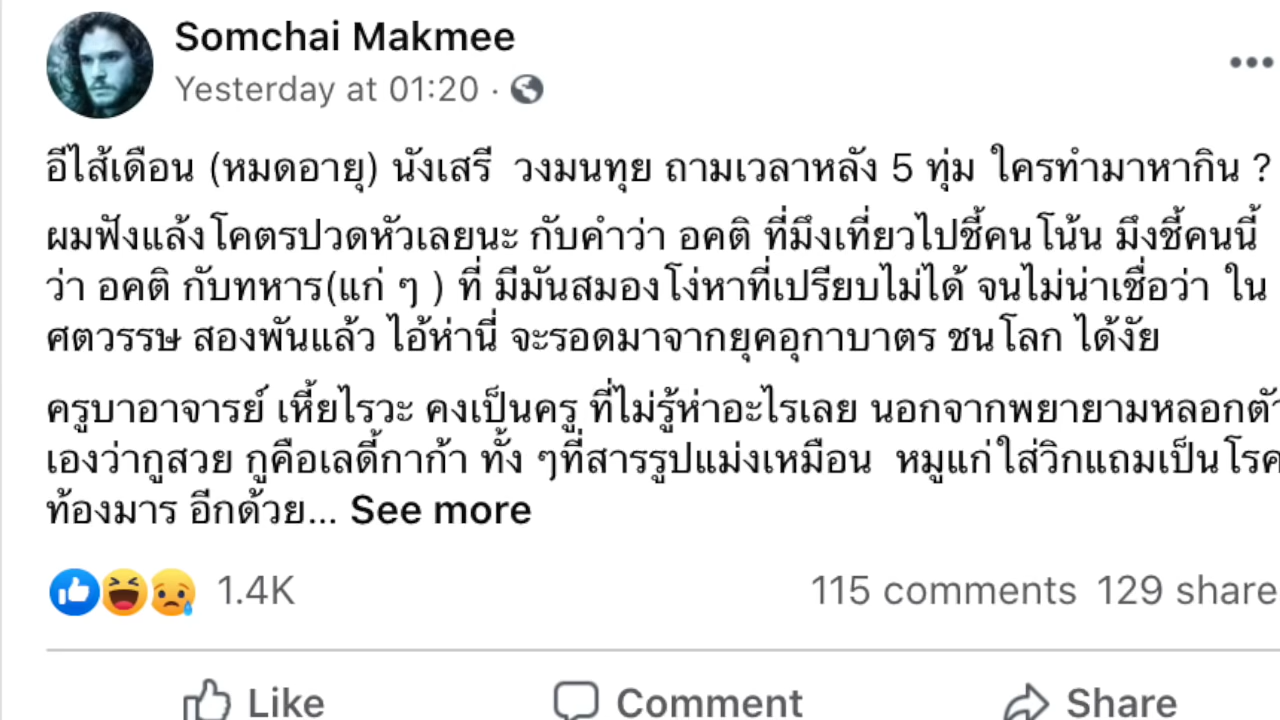 Somchai Makmee
Yesterday at 01:20 ·
อีไส้เดือน (หมดอายุ) นังเสรี  วงมนทุย ถามเวลาหลัง 5 ทุ่ม ใครทำมาหากิน ?
ผมฟังแล้งโคตรปวดหัวเลยนะ กับคำว่า อคติ ที่มึงเที่ยวไปชี้คนโน้น มึงชี้คนนี้
ว่า อคติ กับทหาร(แก่ ๆ ) ที่ มีมันสมองโง่หาที่เปรียบไม่ได้ จนไม่น่าเชื่อว่า ใน
ศตวรรษ สองพันแล้ว ไอ้ห่านี่ จะรอดมาจากยุคอุกาบาตร ชนโลก ได้งัย
ครูบาอาจารย์ เหี้ยไรวะ คงเป็นครู ที่ไม่รู้ห่าอะไรเลย นอกจากพยายามหลอกตัว
เองว่ากูสวย กูคือเลดี้กาก้า ทั้ง ๆที่สารรูปแม่งเหมือน  หมูแก่ใส่วิกแถมเป็นโรค
ท้องมาร อีกด้วย... See more
1.4K 115 comments 129 share
Like Comment Share